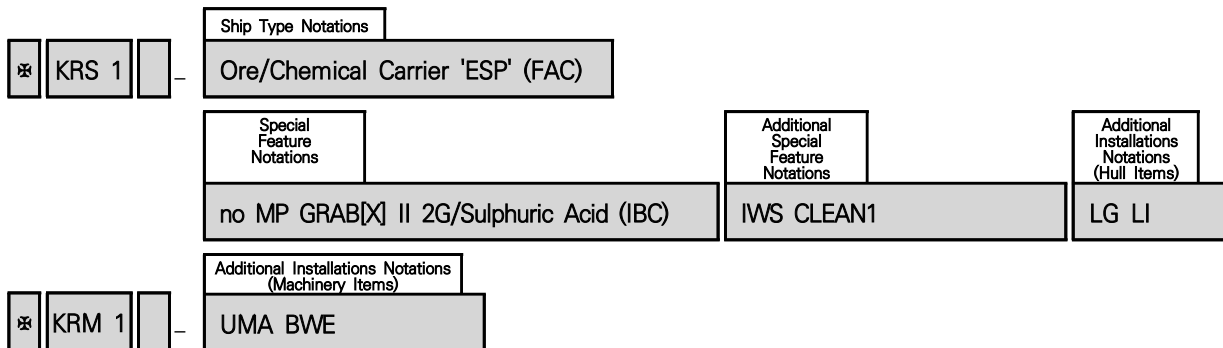 Ship Type Notations
✠ KRS 1 _ Ore/Chemical Carrier 'ESP' (FAC)
Special
Feature
Notations
Additional
Special
Feature
Notations
Additional
Installations
Notations
(Hull Items)
no MP GRAB[X] II 2G/Sulphuric Acid (IBC)
IWS CLEAN1
LG LI
Additional Installations Notations
(Machinery Items)
✠ KRM 1 _ UMA BWE